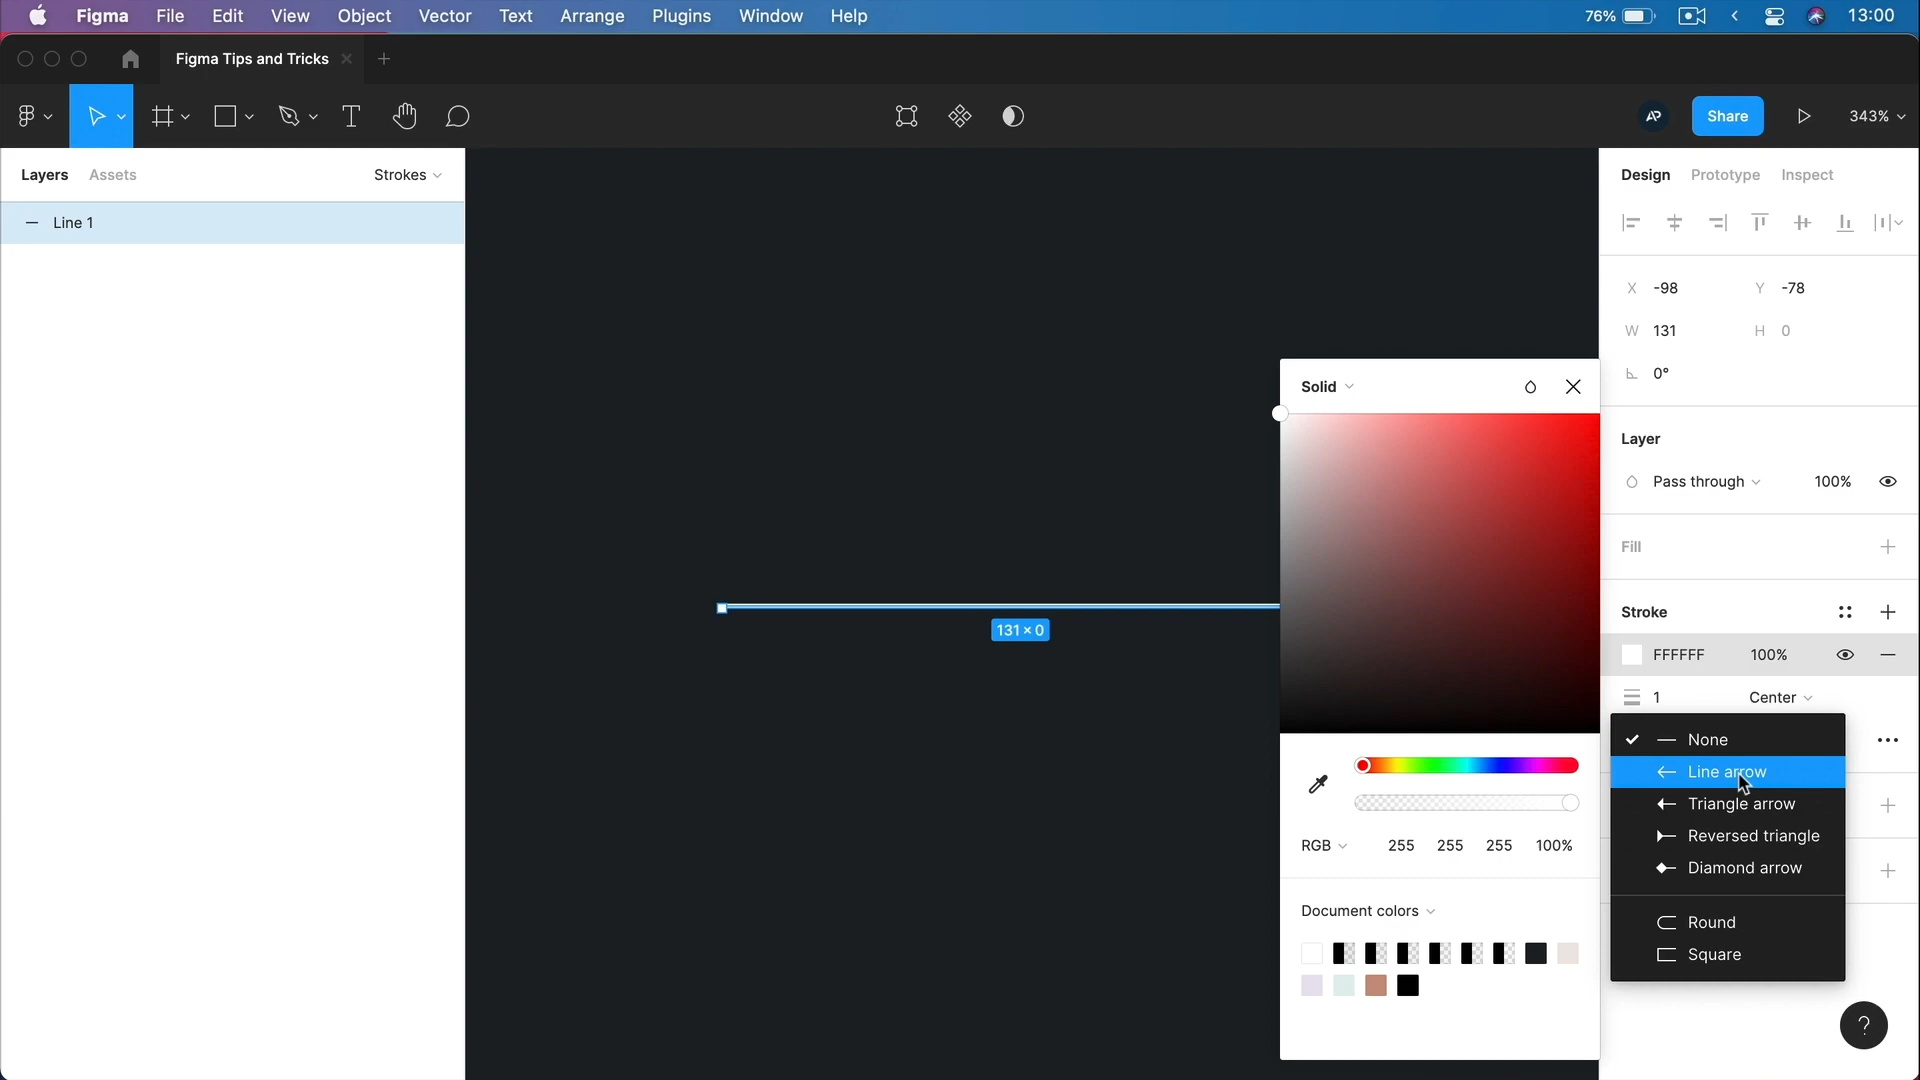 Figma File Edit View Object Vector Text Arrange Plugins Window Help 76% 13:00
Figma Tips and Tricks
AP Share 343%
Layers Assets Strokes
Line 1
131 × 0
Design Prototype Inspect
X -98 Y -78
W 131 H 0
0°
Layer
Pass through 100%
Fill
Stroke
FFFFFF 100%
1 Center
None
Line arrow
Triangle arrow
Reversed triangle
Diamond arrow
Round
Square
Solid
RGB 255 255 255 100%
Document colors
?